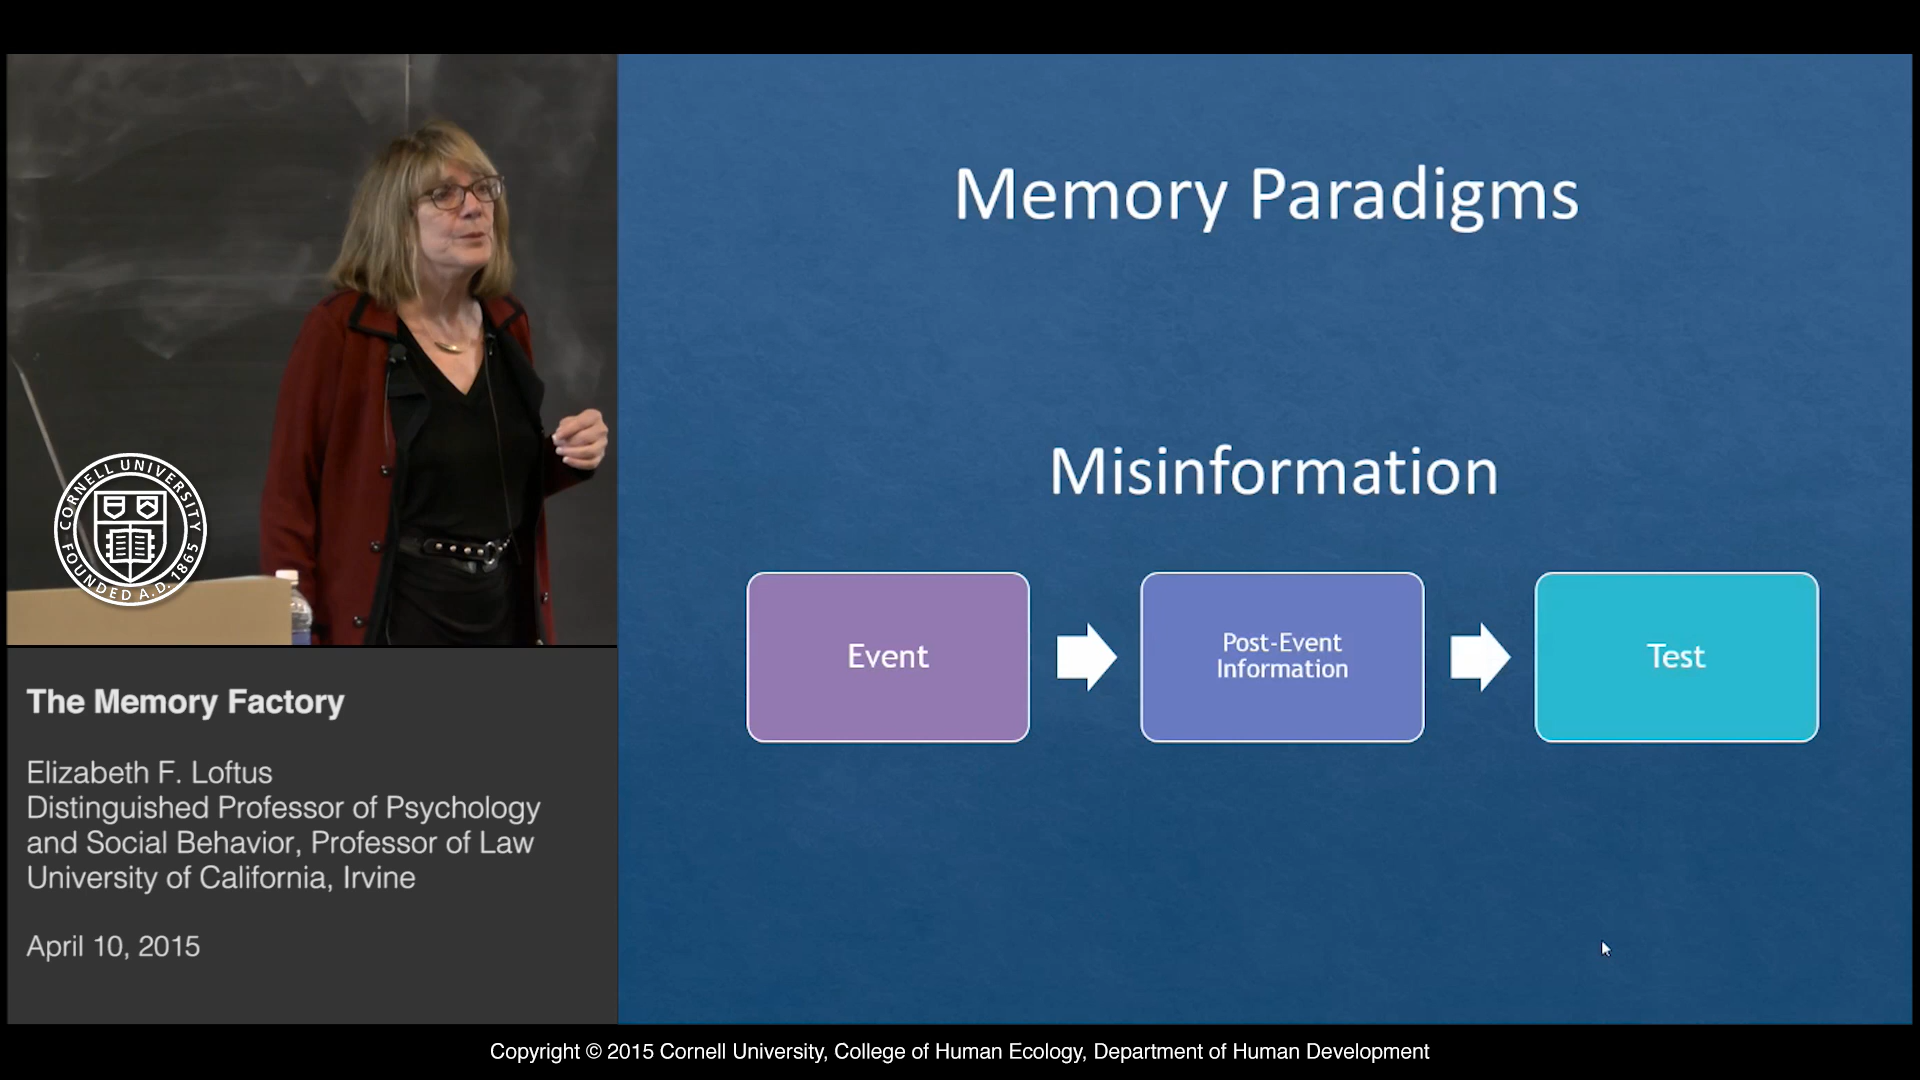 CORNELL UNIVERSITY
FOUNDED A.D. 1865
The Memory Factory
Elizabeth F. Loftus
Distinguished Professor of Psychology
and Social Behavior, Professor of Law
University of California, Irvine
April 10, 2015
Memory Paradigms
Misinformation
Event
Post-Event
Information
Test
Copyright © 2015 Cornell University, College of Human Ecology, Department of Human Development